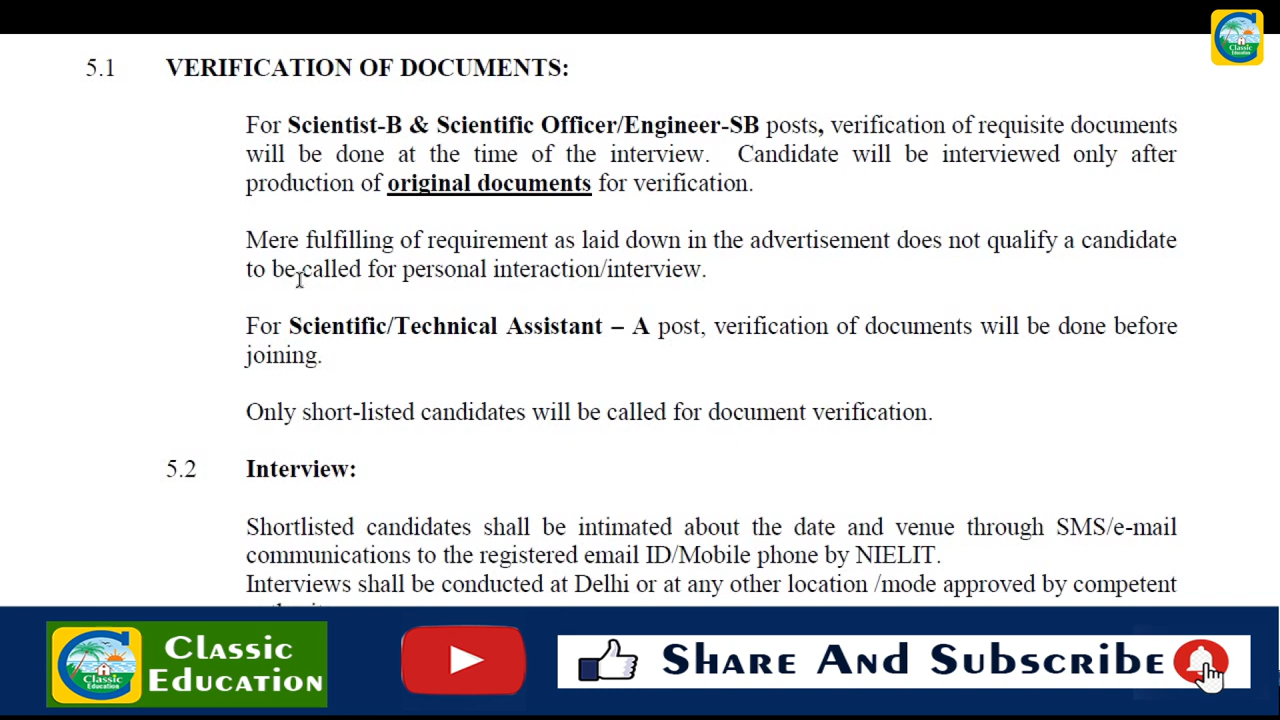 Classic
Education
5.1 VERIFICATION OF DOCUMENTS:
For Scientist-B & Scientific Officer/Engineer-SB posts, verification of requisite documents
will be done at the time of the interview. Candidate will be interviewed only after
production of original documents for verification.
Mere fulfilling of requirement as laid down in the advertisement does not qualify a candidate
to be called for personal interaction/interview.
For Scientific/Technical Assistant – A post, verification of documents will be done before
joining.
Only short-listed candidates will be called for document verification.
5.2 Interview:
Shortlisted candidates shall be intimated about the date and venue through SMS/e-mail
communications to the registered email ID/Mobile phone by NIELIT.
Interviews shall be conducted at Delhi or at any other location /mode approved by competent
Classic
Education
Classic
Education
Share And Subscribe